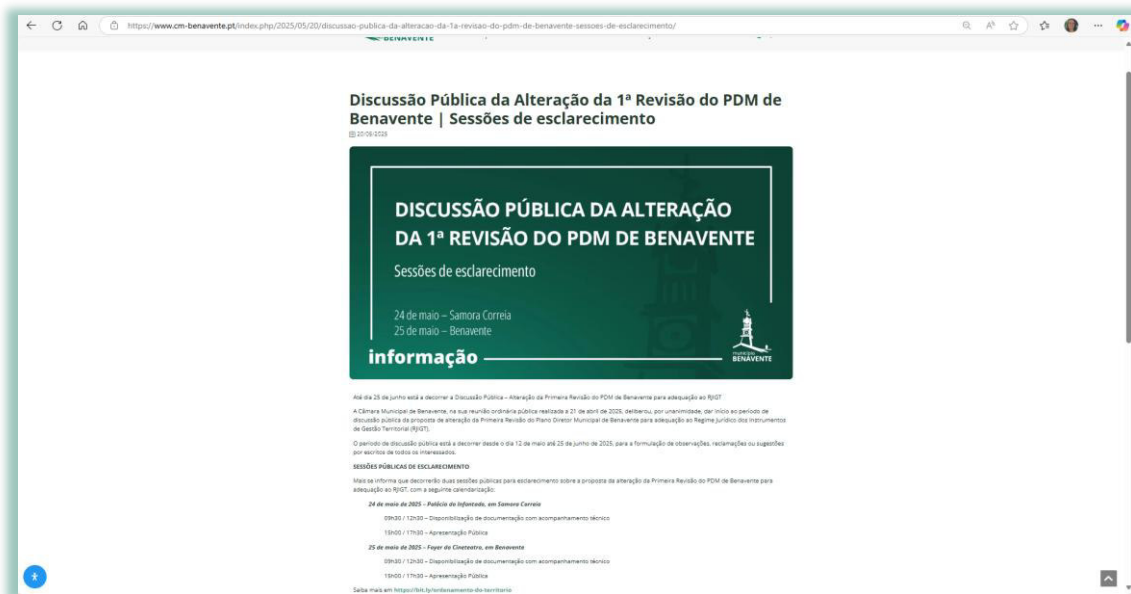 https://www.cm-benavente.pt/index.php/2025/05/20/discussao-publica-da-alteracao-da-1a-revisao-do-pdm-de-benavente-sessoes-de-esclarecimento/
BENAVENTE
Discussão Pública da Alteração da 1ª Revisão do PDM de
Benavente | Sessões de esclarecimento
DISCUSSÃO PÚBLICA DA ALTERAÇÃO
DA 1ª REVISÃO DO PDM DE BENAVENTE
Sessões de esclarecimento
24 de maio – Samora Correia
25 de maio – Benavente
informação
município
BENAVENTE
Até dia 25 de junho está a decorrer a Discussão Pública – Alteração da Primeira Revisão do PDM de Benavente para adequação ao RJIGT
A Câmara Municipal de Benavente, na sua reunião ordinária pública realizada a 21 de abril de 2025, deliberou, por unanimidade, dar início ao período de
discussão pública da proposta de alteração da Primeira Revisão do Plano Diretor Municipal de Benavente para adequação ao Regime Jurídico dos Instrumentos
de Gestão Territorial (RJIGT).
O período de discussão pública está a decorrer desde o dia 12 de maio até 25 de junho de 2025, para a formulação de observações, reclamações ou sugestões
por escritos de todos os interessados.
SESSÕES PÚBLICAS DE ESCLARECIMENTO
Mais se informa que decorrerão duas sessões públicas para esclarecimento sobre a proposta da alteração da Primeira Revisão do PDM de Benavente para
adequação ao RJIGT, com a seguinte calendarização:
24 de maio de 2025 – Palácio do Infantado, em Samora Correia
09h30 / 12h30 – Disponibilização de documentação com acompanhamento técnico
15h00 / 17h30 – Apresentação Pública
25 de maio de 2025 – Foyer do Cineteatro, em Benavente
09h30 / 12h30 – Disponibilização de documentação com acompanhamento técnico
15h00 / 17h30 – Apresentação Pública
Saiba mais em https://bit.ly/ordenamento-do-territorio